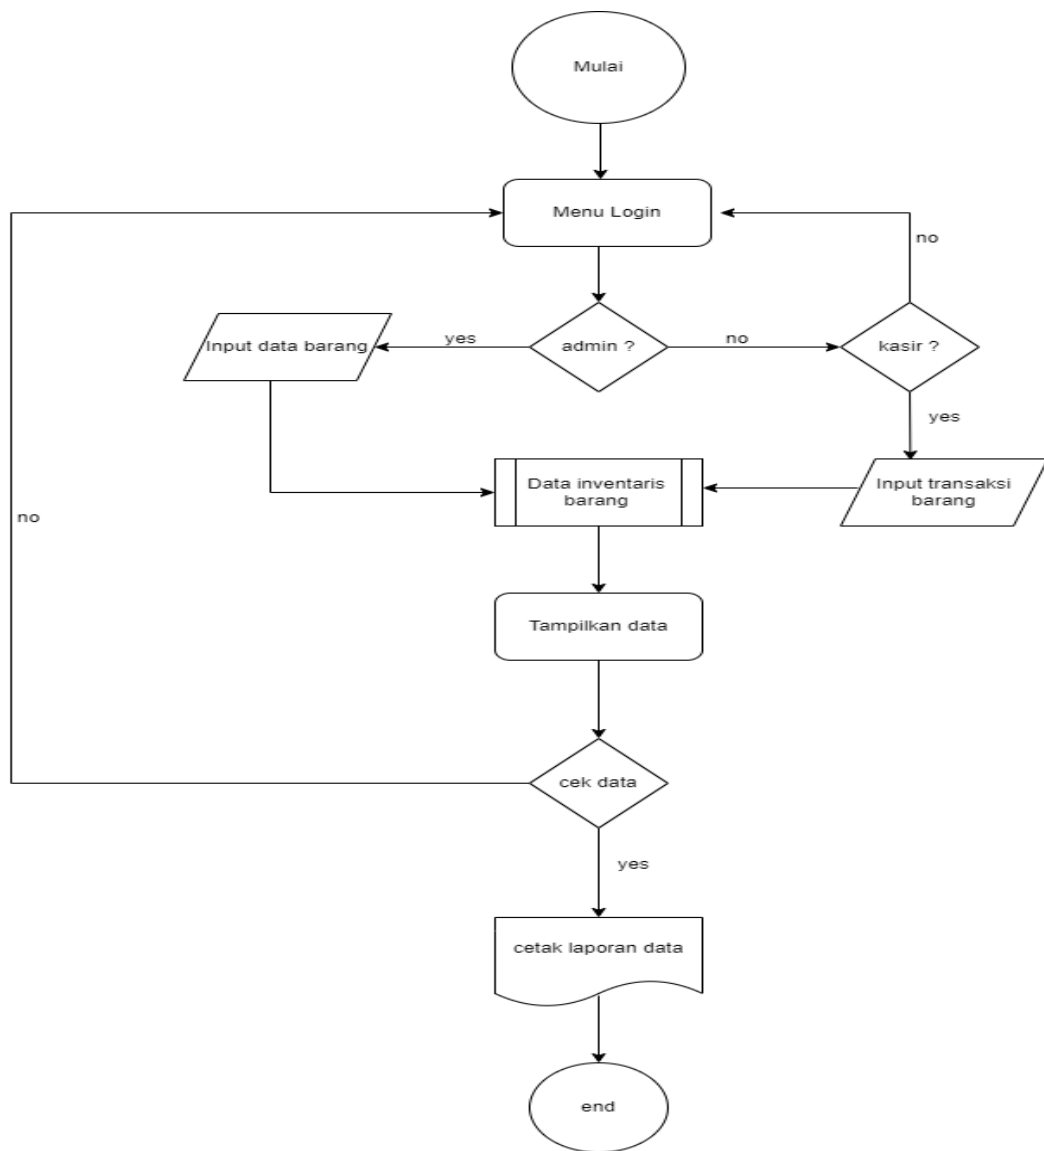 Mulai
Menu Login
no
Input data barang
yes
admin ?
no
kasir ?
yes
Data inventaris
barang
Input transaksi
barang
no
Tampilkan data
cek data
yes
cetak laporan data
end